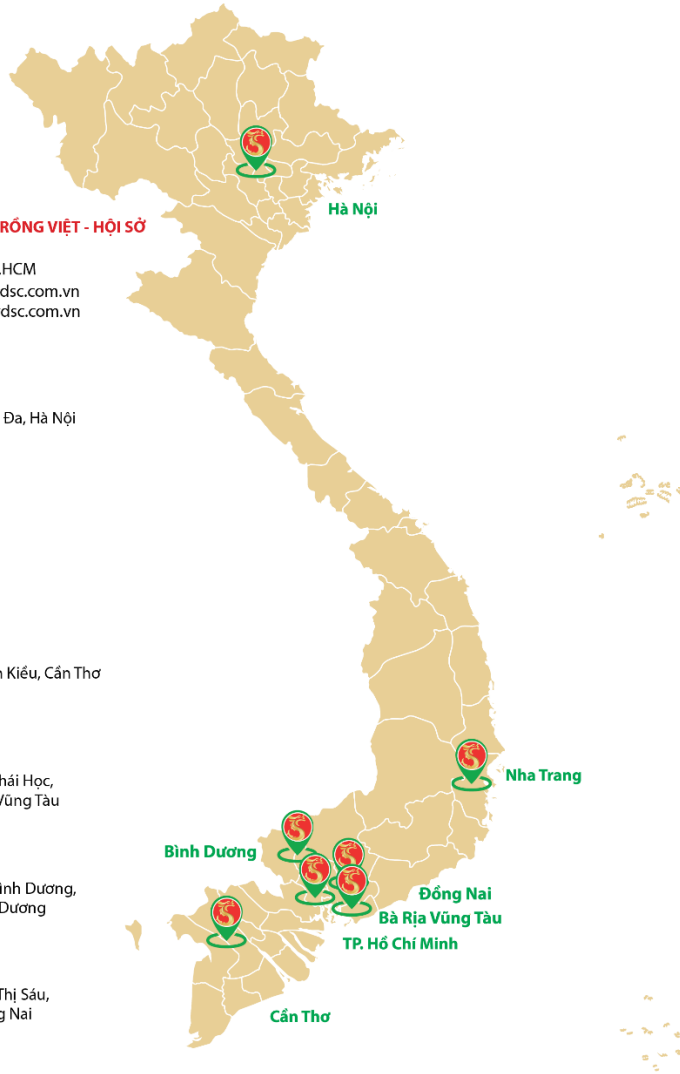 Hà Nội
RỒNG VIỆT - HỘI SỞ
.HCM
dsc.com.vn
dsc.com.vn
Đa, Hà Nội
Kiều, Cần Thơ
hái Học,
Vũng Tàu
Nha Trang
Bình Dương
ình Dương,
Dương
Đồng Nai
Bà Rịa Vũng Tàu
TP. Hồ Chí Minh
Thị Sáu,
g Nai
Cần Thơ